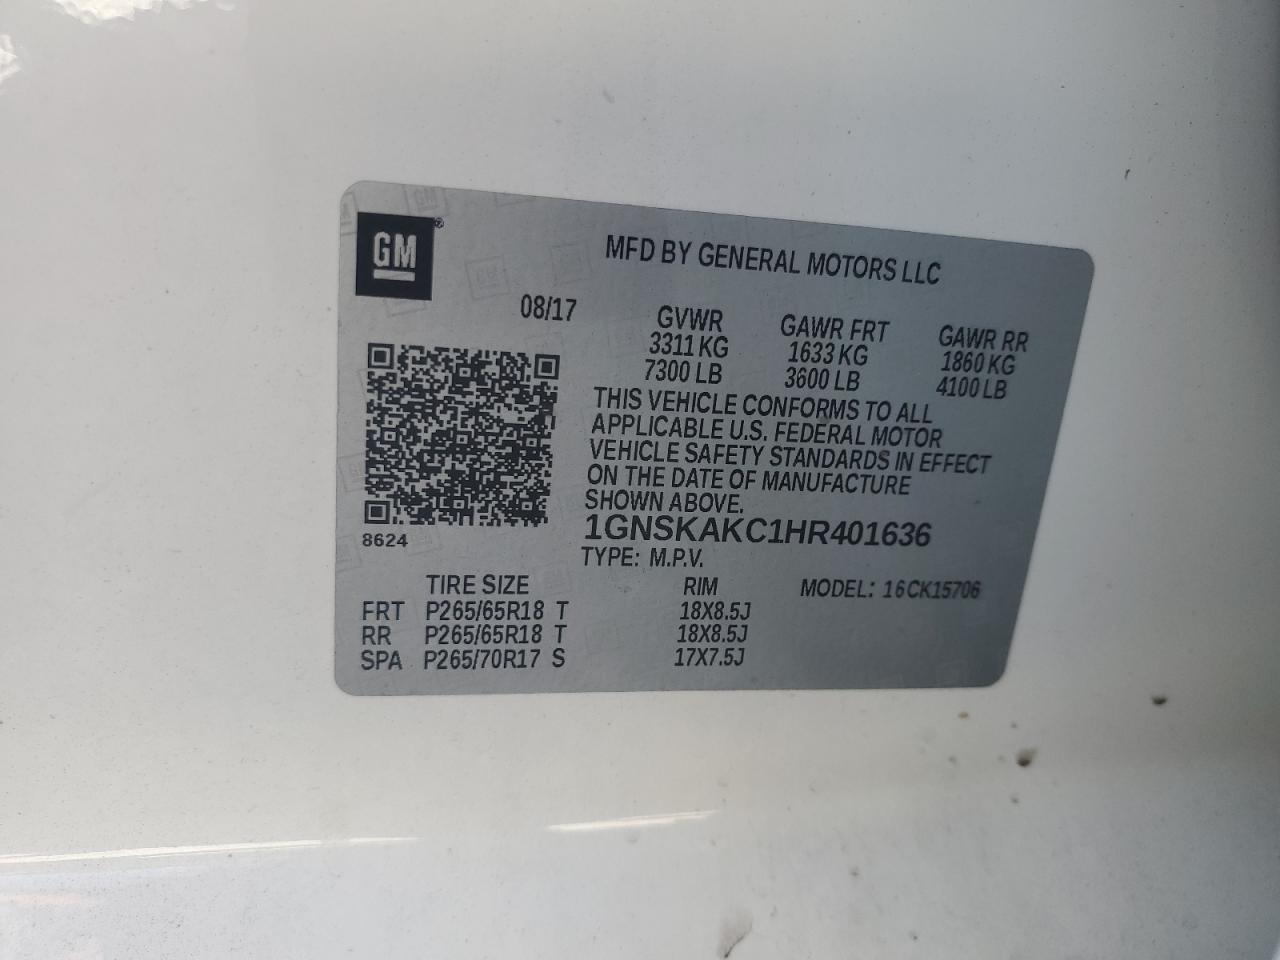 GM®
MFD BY GENERAL MOTORS LLC
08/17
GVWR GAWR FRT GAWR RR
3311 KG 1633 KG 1860 KG
7300 LB 3600 LB 4100 LB
THIS VEHICLE CONFORMS TO ALL
APPLICABLE U.S. FEDERAL MOTOR
VEHICLE SAFETY STANDARDS IN EFFECT
ON THE DATE OF MANUFACTURE
SHOWN ABOVE.
1GNSKAKC1HR401636
8624
TYPE: M.P.V.
TIRE SIZE RIM MODEL: 16CK15706
FRT P265/65R18 T 18X8.5J
RR P265/65R18 T 18X8.5J
SPA P265/70R17 S 17X7.5J